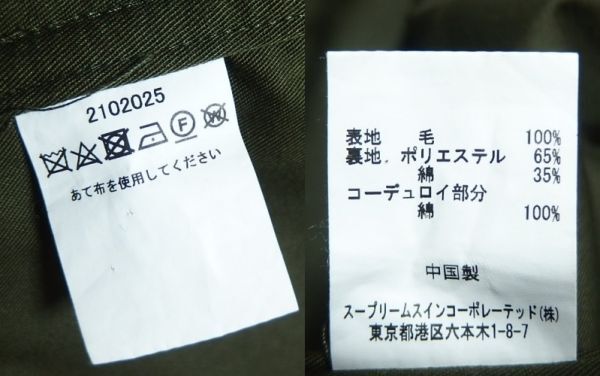 2102025
F W
あて布を使用してください
表地 毛 100%
裏地. ポリエステル 65%
綿 35%
コーデュロイ部分
綿 100%
中国製
スープリームスインコーポレーテッド(株)
東京都港区六本木1-8-7